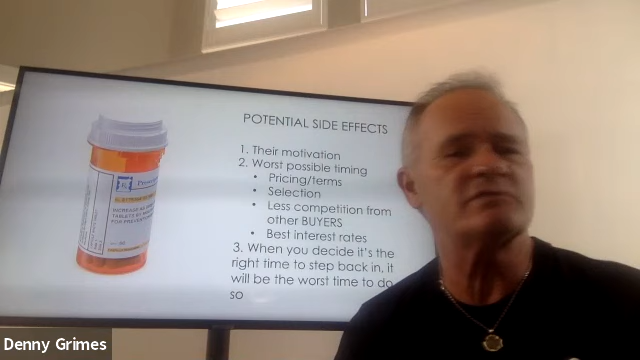 POTENTIAL SIDE EFFECTS
1. Their motivation
2. Worst possible timing
• Pricing/terms
• Selection
• Less competition from
other BUYERS
• Best interest rates
3. When you decide it's the
right time to step back in, it
will be the worst time to do
so
Denny Grimes